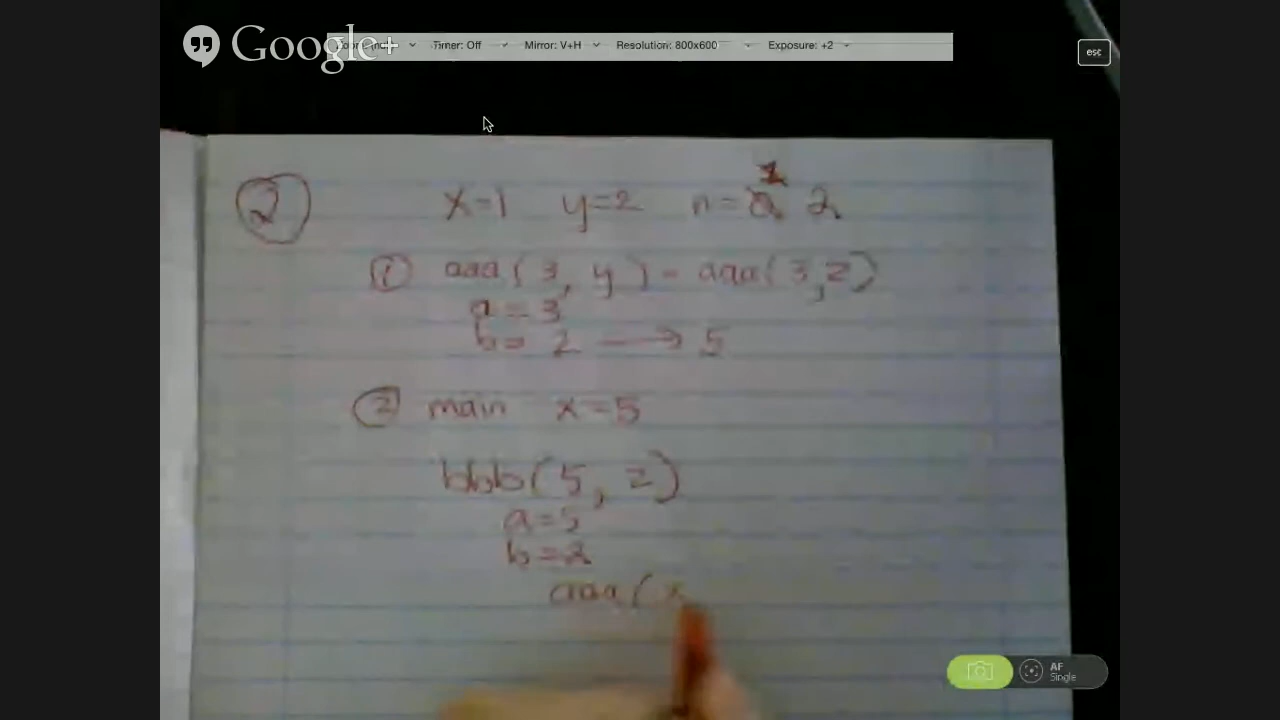 Google+
Timer: Off Mirror: V+H Resolution: 800x600 Exposure: +2
esc
2 x=1 y=2 n= 2
1 aaa(3, y) = aaa(3,2)
a = 3
b = 2 → 5
2 main x=5
bbb(5, 2)
a=5
b=2
aaa(x
AF
Single